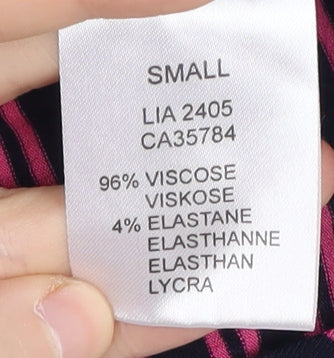 SMALL
LIA 2405
CA35784
96% VISCOSE
VISKOSE
4% ELASTANE
ELASTHANNE
ELASTHAN
LYCRA